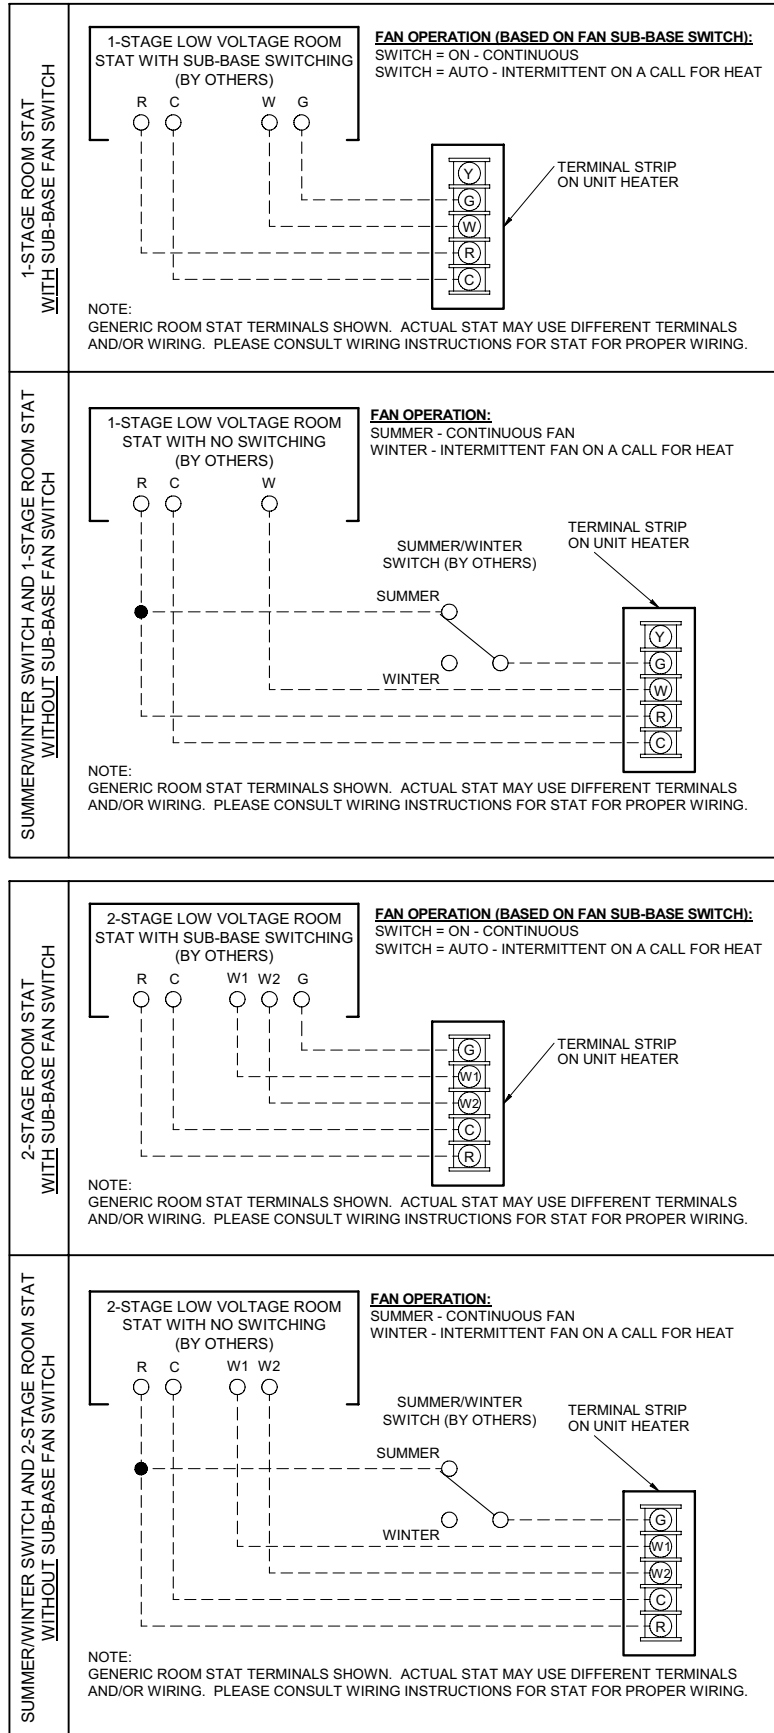 1-STAGE ROOM STAT
WITH SUB-BASE FAN SWITCH
1-STAGE LOW VOLTAGE ROOM
STAT WITH SUB-BASE SWITCHING
(BY OTHERS)
R C W G
FAN OPERATION (BASED ON FAN SUB-BASE SWITCH):
SWITCH = ON - CONTINUOUS
SWITCH = AUTO - INTERMITTENT ON A CALL FOR HEAT
TERMINAL STRIP
ON UNIT HEATER
Y
G
W
R
C
NOTE:
GENERIC ROOM STAT TERMINALS SHOWN. ACTUAL STAT MAY USE DIFFERENT TERMINALS
AND/OR WIRING. PLEASE CONSULT WIRING INSTRUCTIONS FOR STAT FOR PROPER WIRING.
SUMMER/WINTER SWITCH AND 1-STAGE ROOM STAT
WITHOUT SUB-BASE FAN SWITCH
1-STAGE LOW VOLTAGE ROOM
STAT WITH NO SWITCHING
(BY OTHERS)
R C W
FAN OPERATION:
SUMMER - CONTINUOUS FAN
WINTER - INTERMITTENT FAN ON A CALL FOR HEAT
SUMMER/WINTER
SWITCH (BY OTHERS)
TERMINAL STRIP
ON UNIT HEATER
SUMMER
WINTER
Y
G
W
R
C
NOTE:
GENERIC ROOM STAT TERMINALS SHOWN. ACTUAL STAT MAY USE DIFFERENT TERMINALS
AND/OR WIRING. PLEASE CONSULT WIRING INSTRUCTIONS FOR STAT FOR PROPER WIRING.
2-STAGE ROOM STAT
WITH SUB-BASE FAN SWITCH
2-STAGE LOW VOLTAGE ROOM
STAT WITH SUB-BASE SWITCHING
(BY OTHERS)
R C W1 W2 G
FAN OPERATION (BASED ON FAN SUB-BASE SWITCH):
SWITCH = ON - CONTINUOUS
SWITCH = AUTO - INTERMITTENT ON A CALL FOR HEAT
TERMINAL STRIP
ON UNIT HEATER
G
W1
W2
C
R
NOTE:
GENERIC ROOM STAT TERMINALS SHOWN. ACTUAL STAT MAY USE DIFFERENT TERMINALS
AND/OR WIRING. PLEASE CONSULT WIRING INSTRUCTIONS FOR STAT FOR PROPER WIRING.
SUMMER/WINTER SWITCH AND 2-STAGE ROOM STAT
WITHOUT SUB-BASE FAN SWITCH
2-STAGE LOW VOLTAGE ROOM
STAT WITH NO SWITCHING
(BY OTHERS)
R C W1 W2
FAN OPERATION:
SUMMER - CONTINUOUS FAN
WINTER - INTERMITTENT FAN ON A CALL FOR HEAT
SUMMER/WINTER
SWITCH (BY OTHERS)
TERMINAL STRIP
ON UNIT HEATER
SUMMER
WINTER
G
W1
W2
C
R
NOTE:
GENERIC ROOM STAT TERMINALS SHOWN. ACTUAL STAT MAY USE DIFFERENT TERMINALS
AND/OR WIRING. PLEASE CONSULT WIRING INSTRUCTIONS FOR STAT FOR PROPER WIRING.